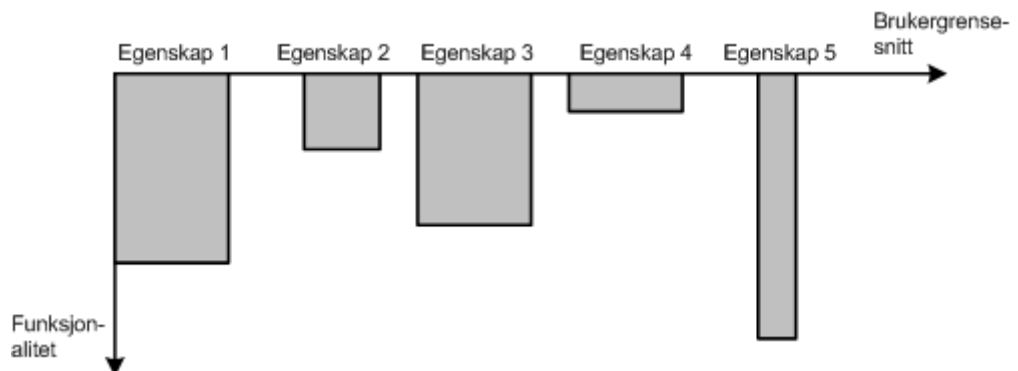 Brukergrense-
snitt
Egenskap 1
Egenskap 2
Egenskap 3
Egenskap 4
Egenskap 5
Funksjon-
alitet